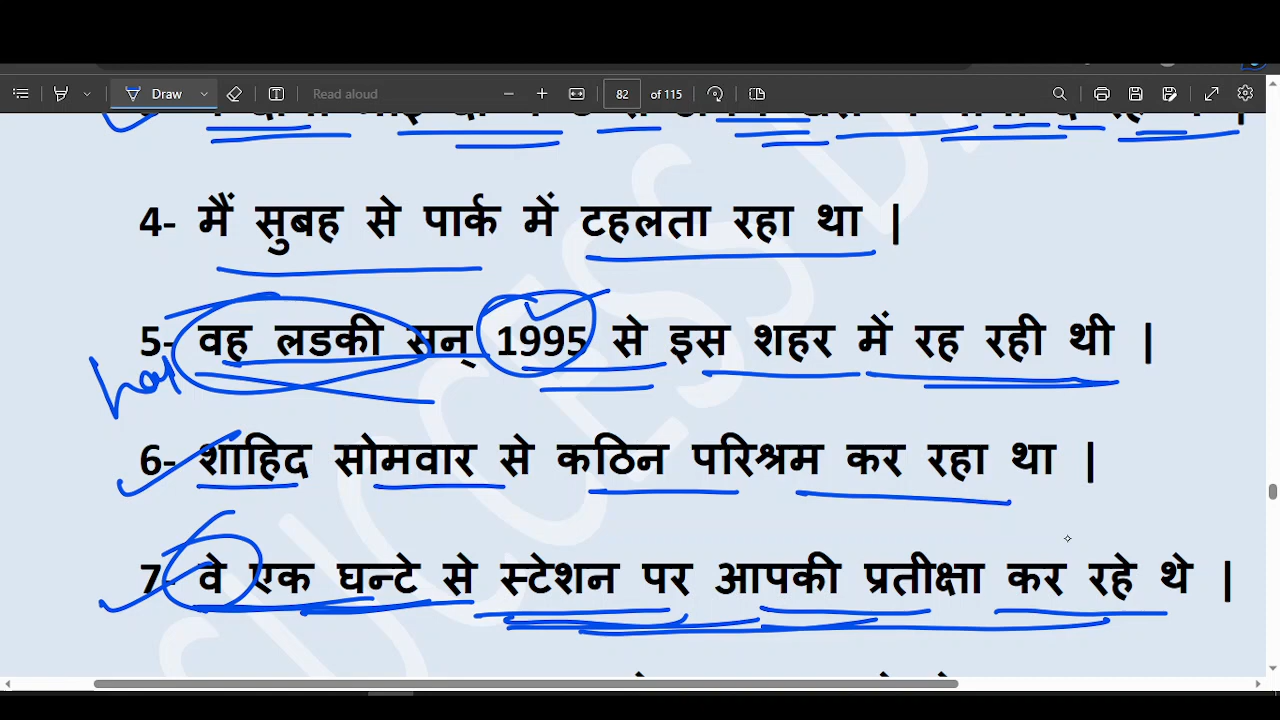 Draw
Read aloud
82 of 115
4- मैं सुबह से पार्क में टहलता रहा था |
5- वह लडकी सन् 1995 से इस शहर में रह रही थी |
6- शाहिद सोमवार से कठिन परिश्रम कर रहा था |
7- वे एक घन्टे से स्टेशन पर आपकी प्रतीक्षा कर रहे थे |